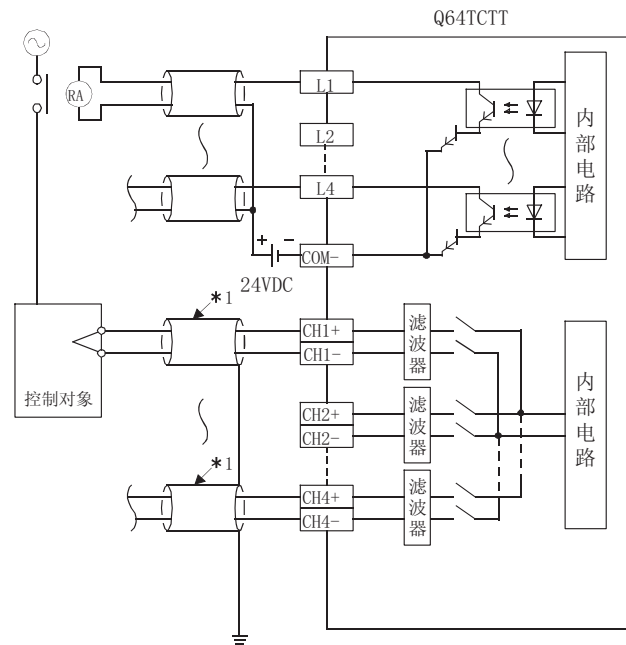 Q64TCTT
RA
L1
L2
L4
COM-
+
-
24VDC
内部电路
*1
CH1+
CH1-
CH2+
CH2-
*1
CH4+
CH4-
滤波器
滤波器
滤波器
内部电路
控制对象